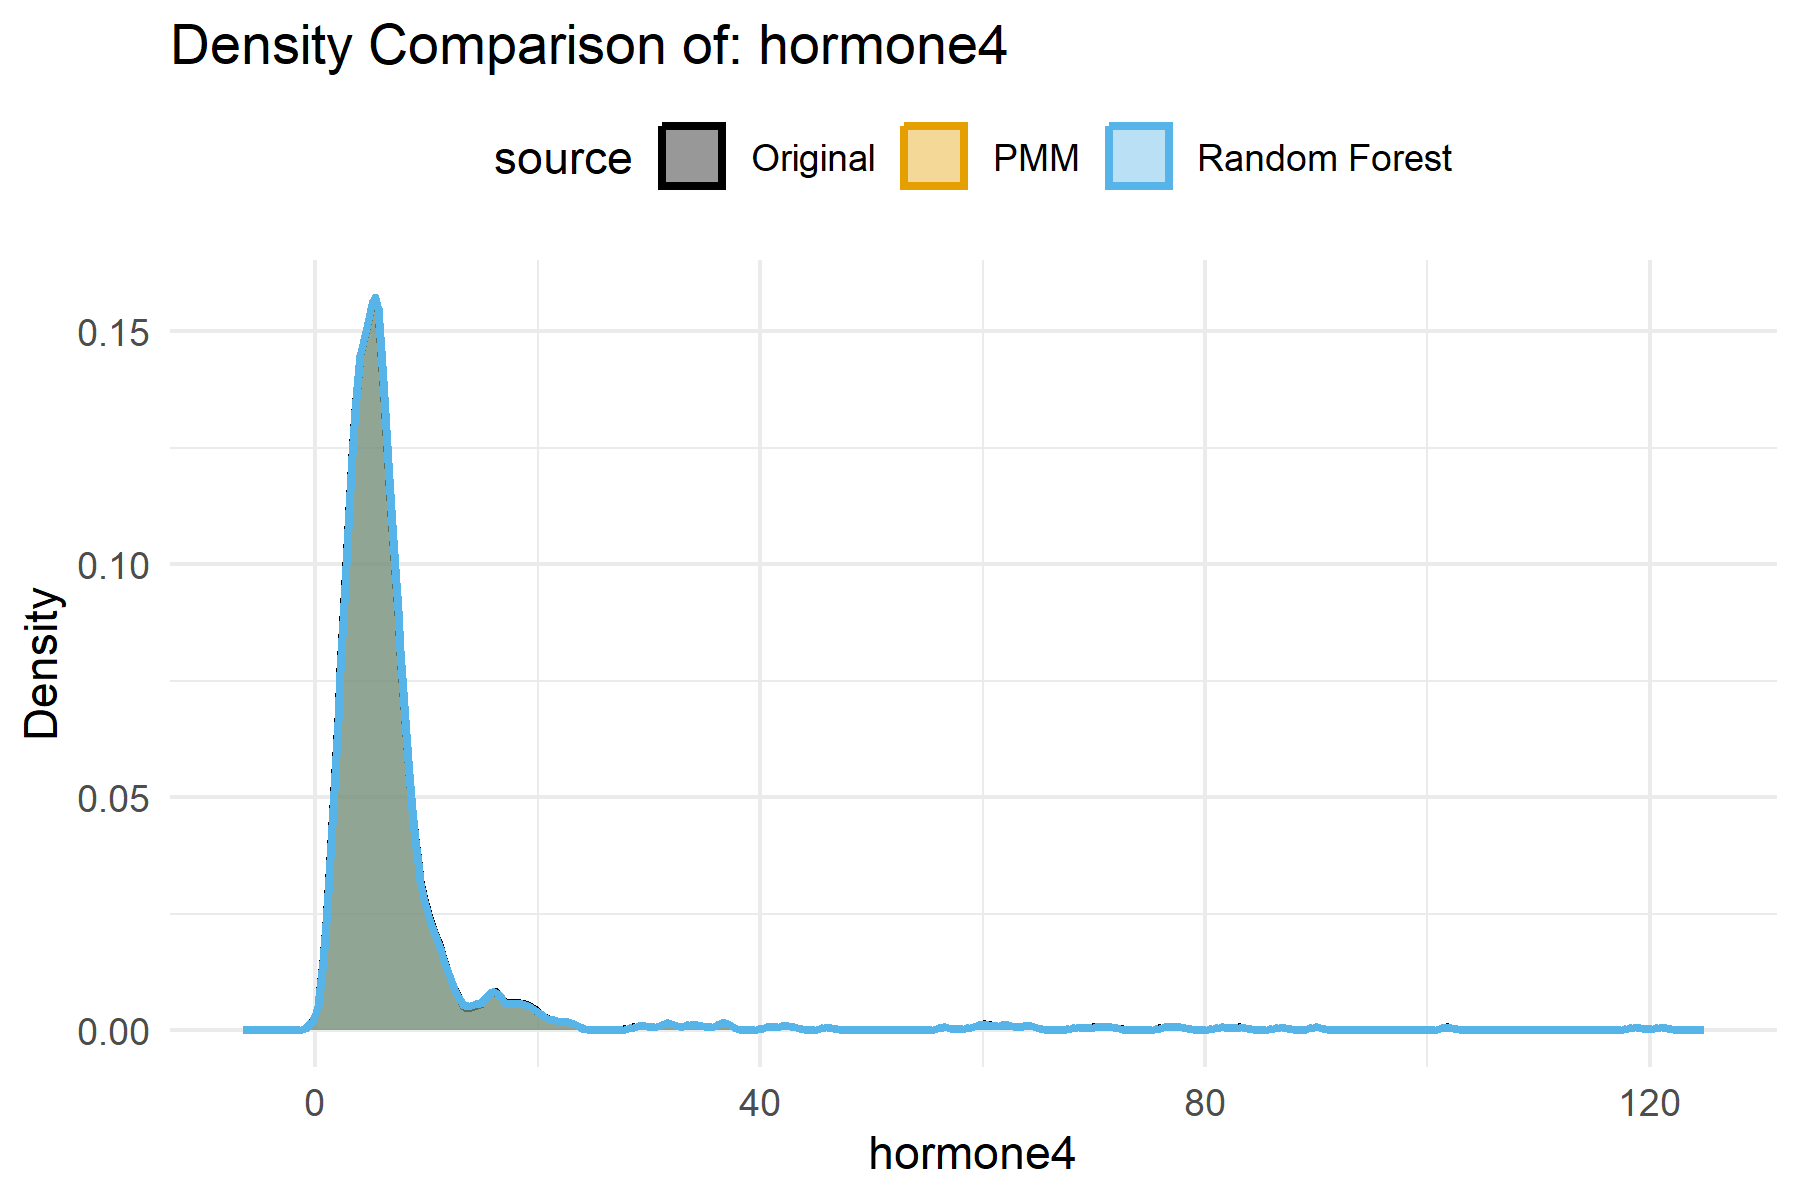 Density Comparison of: hormone4
source Original PMM Random Forest
0.15
0.10
0.05
0.00
Density
0 40 80 120
hormone4